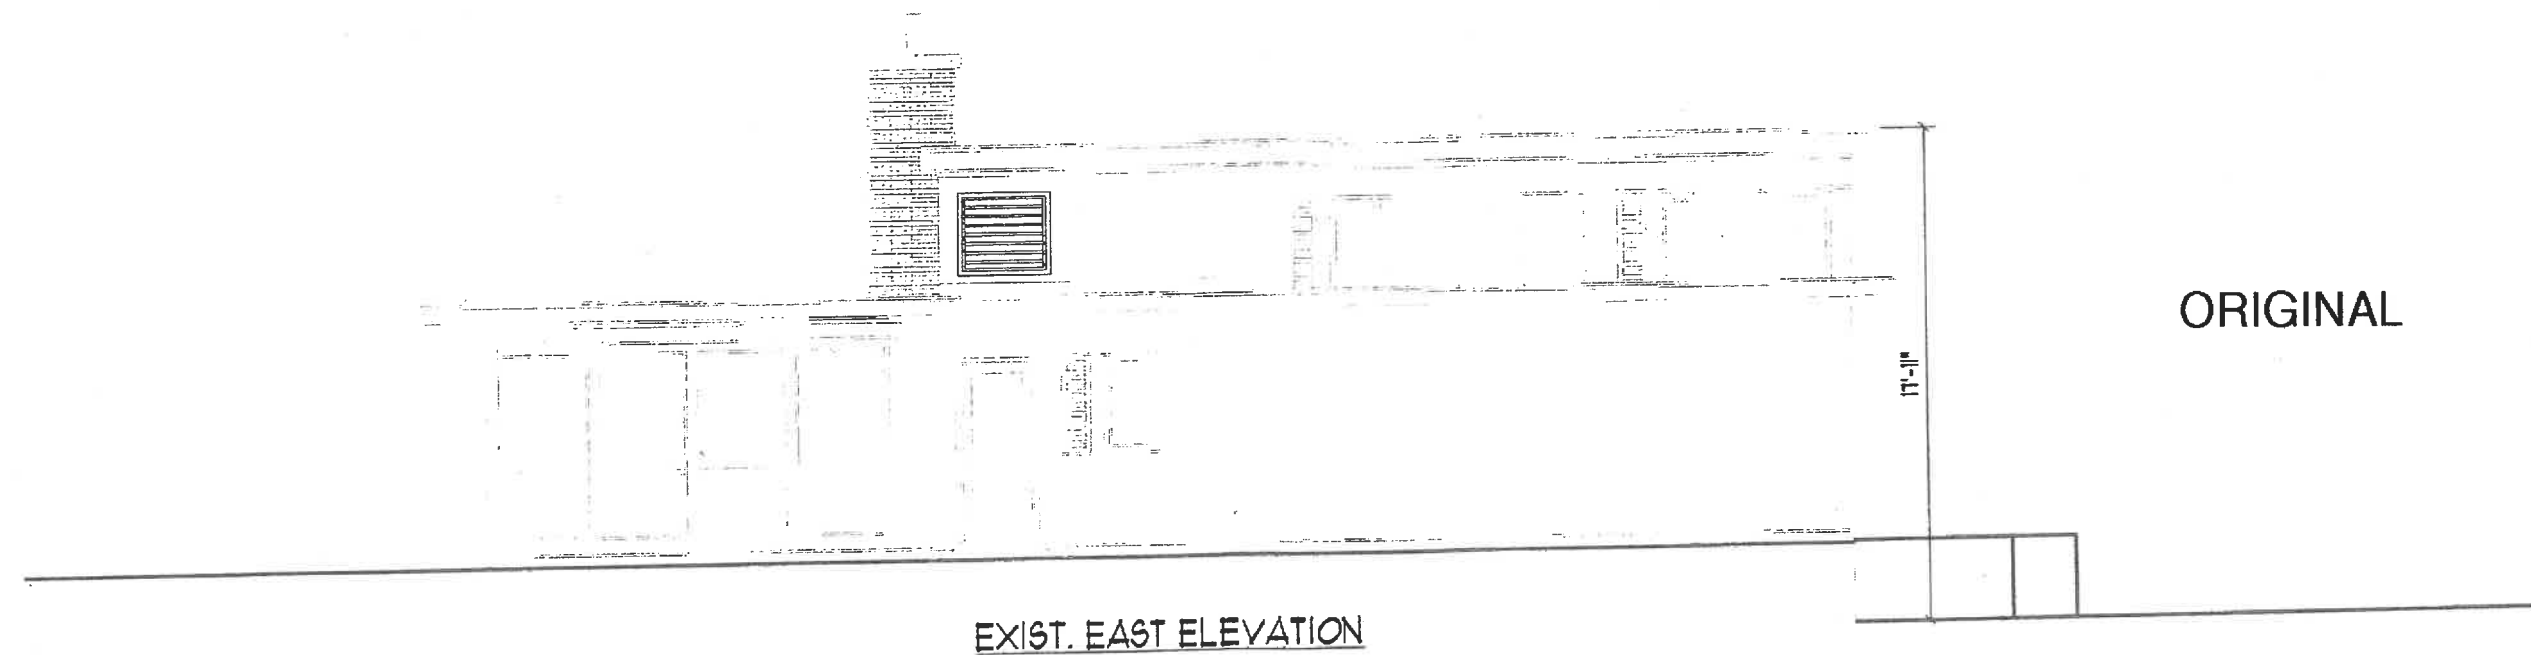 ORIGINAL
17'-11"
EXIST. EAST ELEVATION